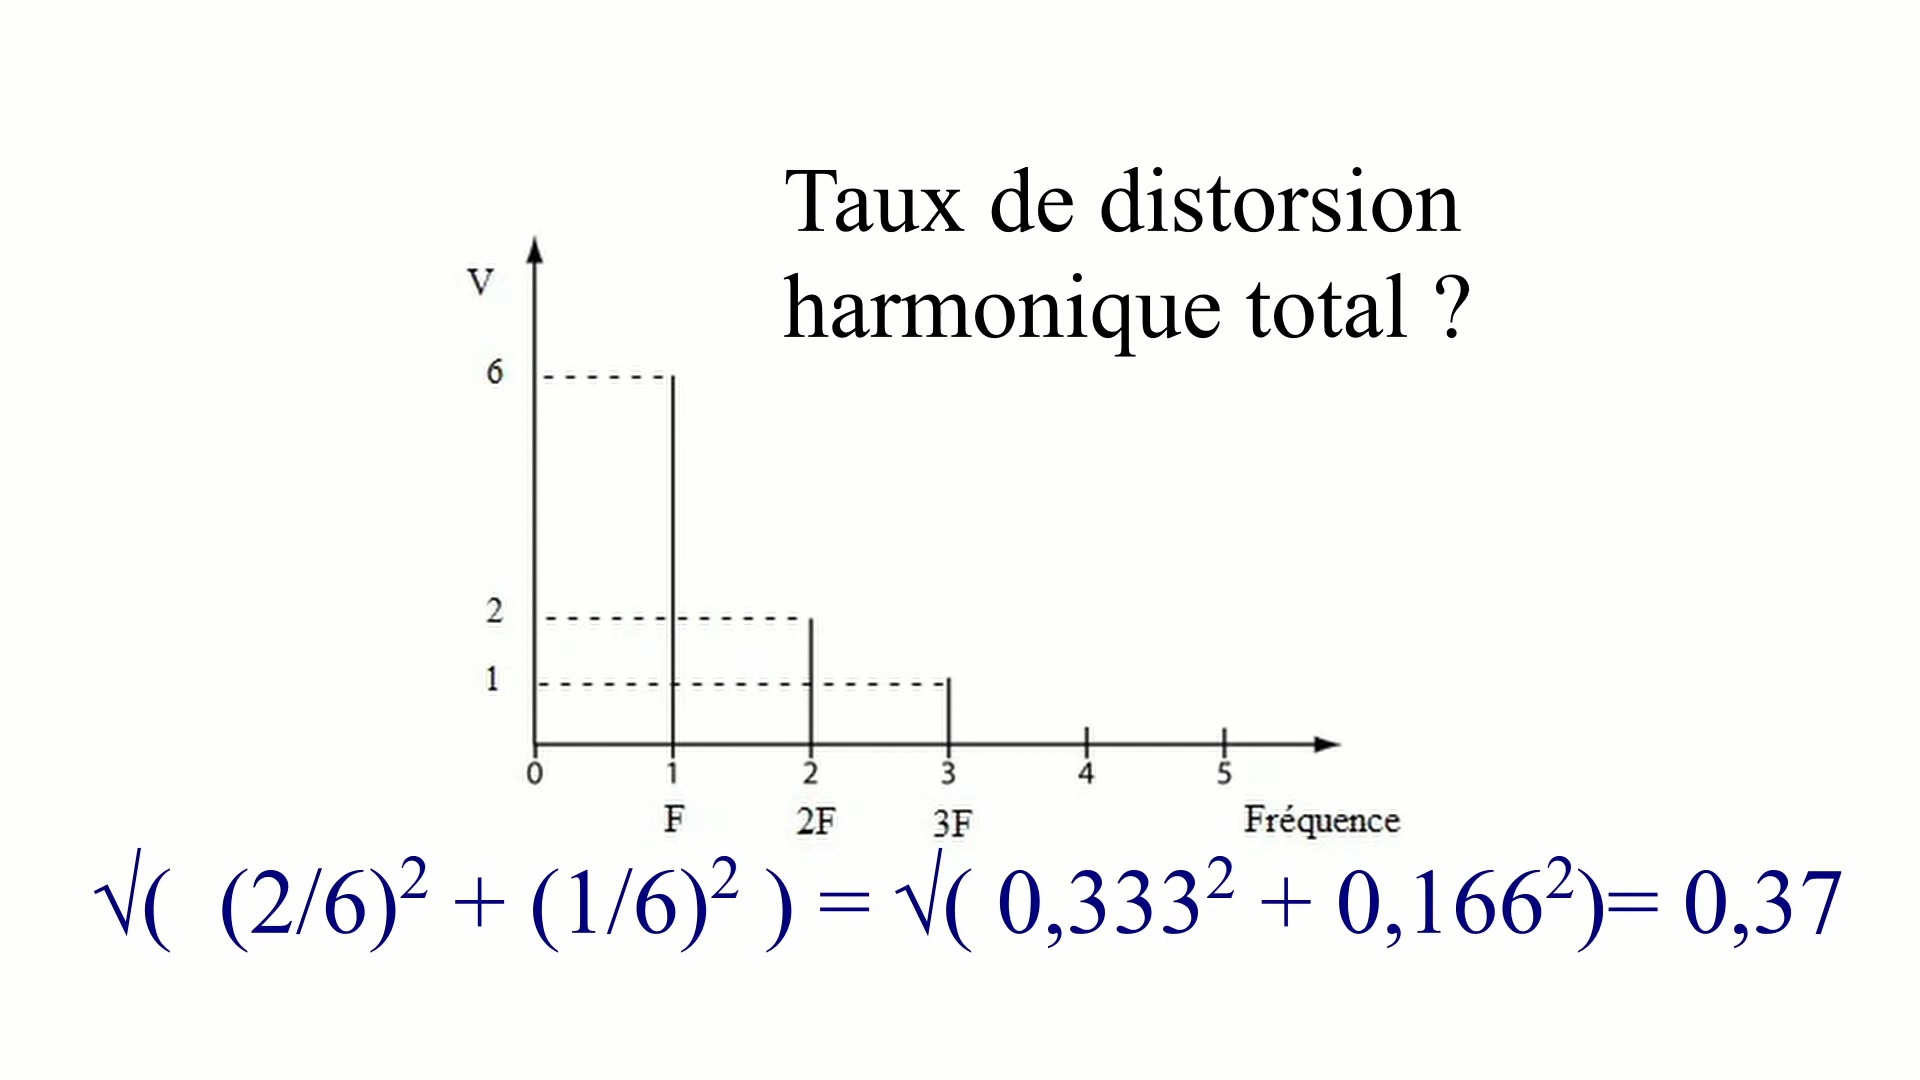 Taux de distorsion
harmonique total ?
V
6
2
1
0 1 2 3 4 5
F 2F 3F Fréquence
√( (2/6)² + (1/6)² ) = √( 0,333² + 0,166²)= 0,37